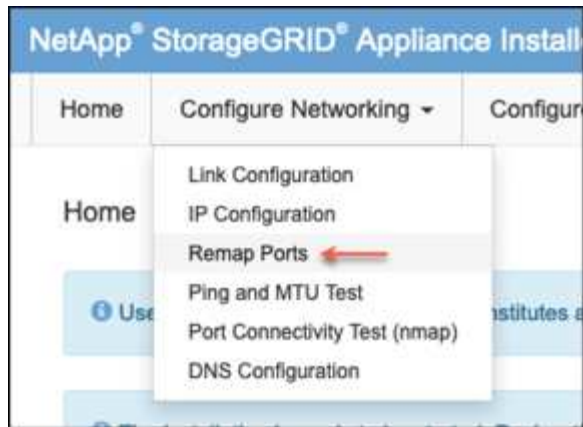 NetApp® StorageGRID® Appliance Install
Home Configure Networking Configur
Link Configuration
Home IP Configuration
Remap Ports
Ping and MTU Test
Use nstitutes a
Port Connectivity Test (nmap)
DNS Configuration